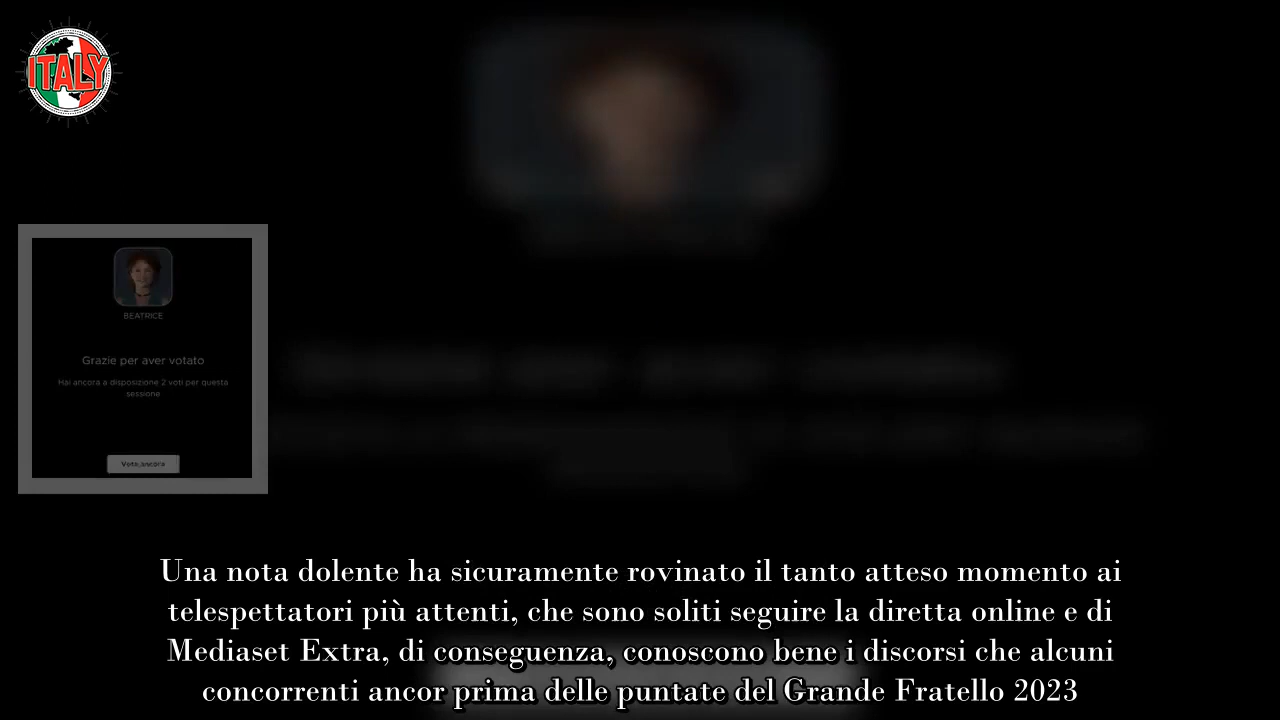 ITALY
BEATRICE
Grazie per aver votato
Hai ancora a disposizione 2 voti per questa
sessione
Vota ancora
Una nota dolente ha sicuramente rovinato il tanto atteso momento ai
telespettatori più attenti, che sono soliti seguire la diretta online e di
Mediaset Extra, di conseguenza, conoscono bene i discorsi che alcuni
concorrenti ancor prima delle puntate del Grande Fratello 2023